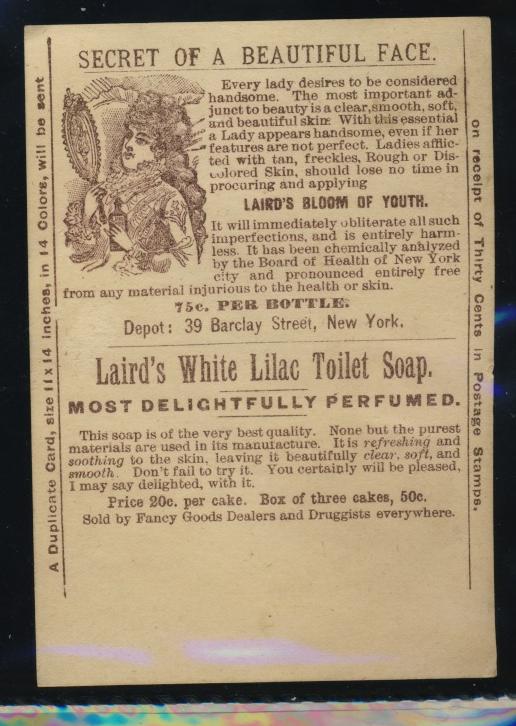 SECRET OF A BEAUTIFUL FACE.
Every lady desires to be considered
handsome. The most important ad-
junct to beauty is a clear, smooth, soft,
and beautiful skin. With this essential
a Lady appears handsome, even if her
features are not perfect. Ladies afflic-
ted with tan, freckles, Rough or Dis-
colored Skin, should lose no time in
procuring and applying
LAIRD'S BLOOM OF YOUTH.
It will immediately obliterate all such
imperfections, and is entirely harm-
less. It has been chemically analyzed
by the Board of Health of New York
city and pronounced entirely free
from any material injurious to the health or skin.
75c. PER BOTTLE.
Depot: 39 Barclay Street, New York.
Laird's White Lilac Toilet Soap.
MOST DELIGHTFULLY PERFUMED.
This soap is of the very best quality. None but the purest
materials are used in its manufacture. It is refreshing and
soothing to the skin, leaving it beautifully clear, soft, and
smooth. Don't fail to try it. You certainly will be pleased,
I may say delighted, with it.
Price 20c. per cake. Box of three cakes, 50c.
Sold by Fancy Goods Dealers and Druggists everywhere.
A Duplicate Card, size 11 x 14 inches, in 14 Colors, will be sent
on receipt of Thirty Cents in Postage Stamps.